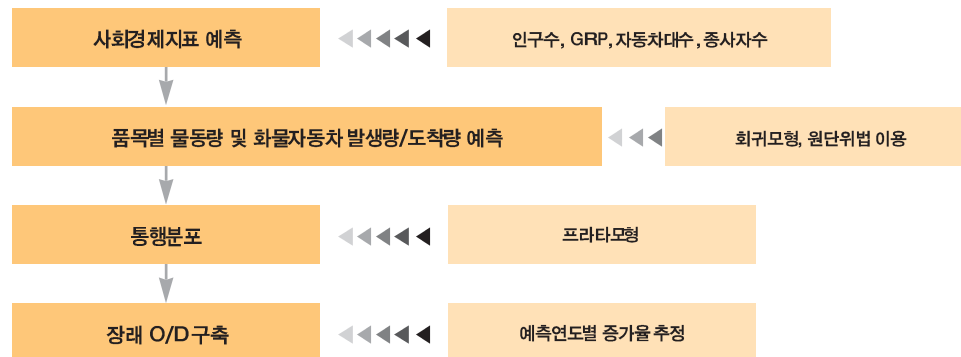 사회경제지표 예측
인구수, GRP, 자동차대수, 종사자수
품목별 물동량 및 화물자동차 발생량/도착량 예측
회귀모형, 원단위법 이용
통행분포
프라타모형
장래 O/D구축
예측연도별 증가율 추정